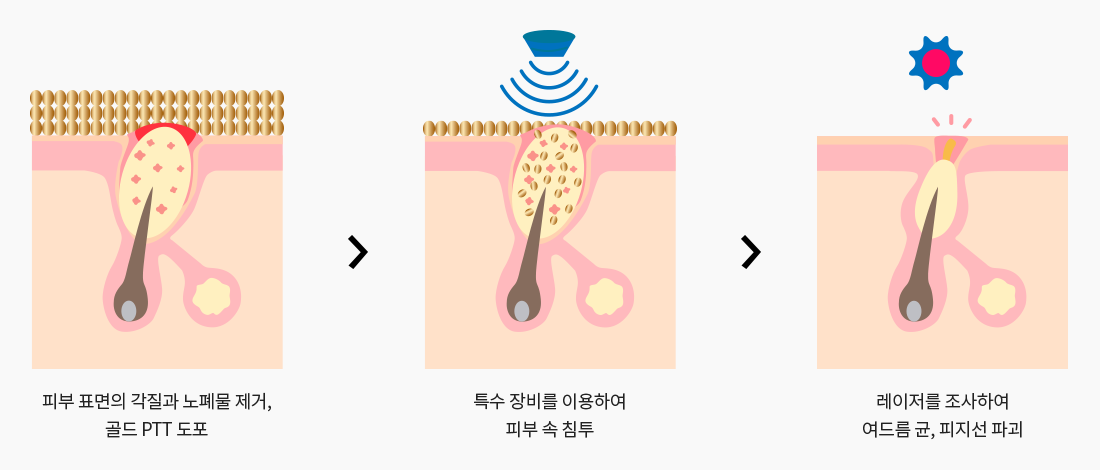 피부 표면의 각질과 노폐물 제거,
골드 PTT 도포
특수 장비를 이용하여
피부 속 침투
레이저를 조사하여
여드름 균, 피지선 파괴